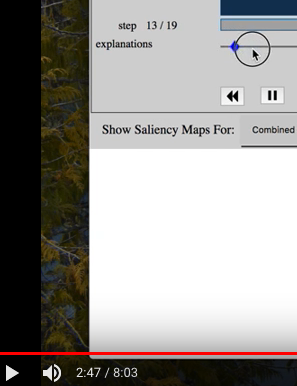 step 13 / 19
explanations
Show Saliency Maps For: Combined
2:47 / 8:03